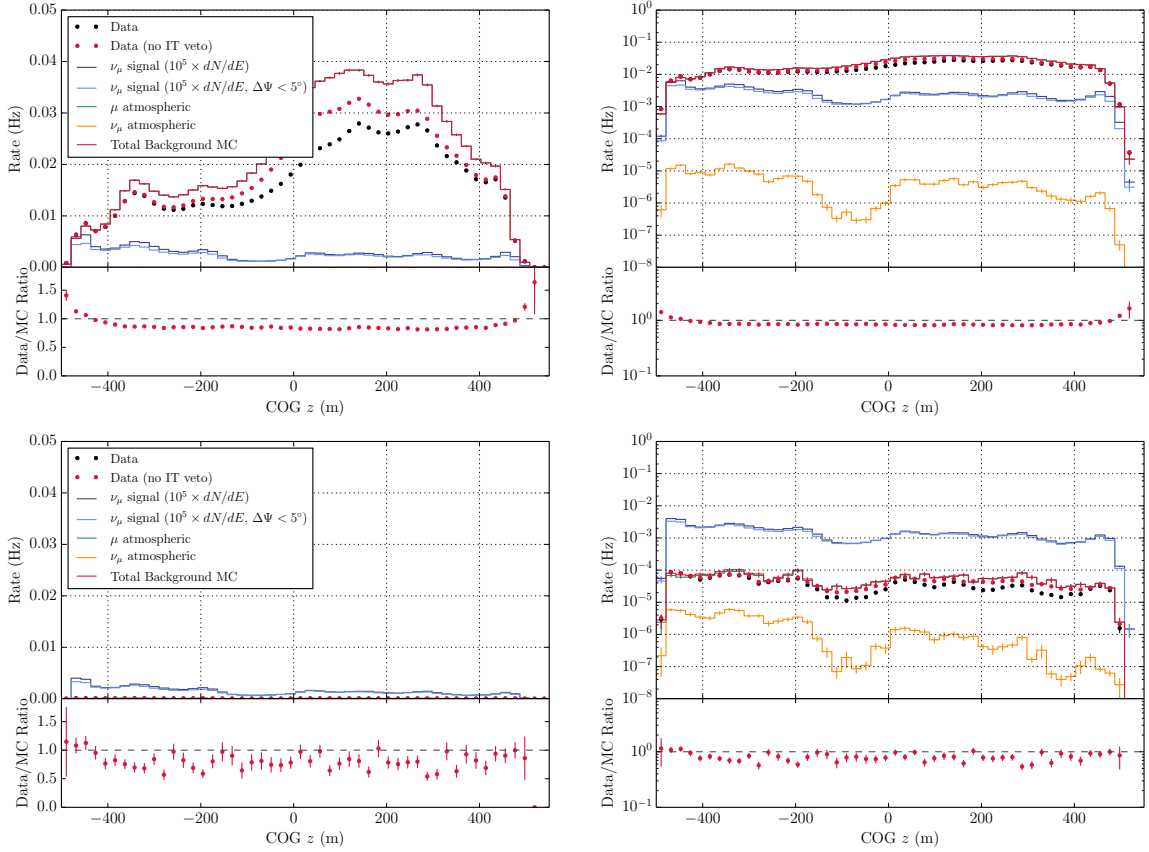 0.05
0.04
0.03
0.02
0.01
0.00
Rate (Hz)
Data
Data (no IT veto)
ν_μ signal (10^5 × dN/dE)
ν_μ signal (10^5 × dN/dE, ΔΨ < 5°)
μ atmospheric
ν_μ atmospheric
Total Background MC
1.5
1.0
0.5
0.0
Data/MC Ratio
−400 −200 0 200 400
COG z (m)
10^0
10^−1
10^−2
10^−3
10^−4
10^−5
10^−6
10^−7
10^−8
Rate (Hz)
10^0
10^−1
Data/MC Ratio
−400 −200 0 200 400
COG z (m)
0.05
0.04
0.03
0.02
0.01
0.00
Rate (Hz)
Data
Data (no IT veto)
ν_μ signal (10^5 × dN/dE)
ν_μ signal (10^5 × dN/dE, ΔΨ < 5°)
μ atmospheric
ν_μ atmospheric
Total Background MC
1.5
1.0
0.5
0.0
Data/MC Ratio
−400 −200 0 200 400
COG z (m)
10^0
10^−1
10^−2
10^−3
10^−4
10^−5
10^−6
10^−7
10^−8
Rate (Hz)
10^0
10^−1
Data/MC Ratio
−400 −200 0 200 400
COG z (m)